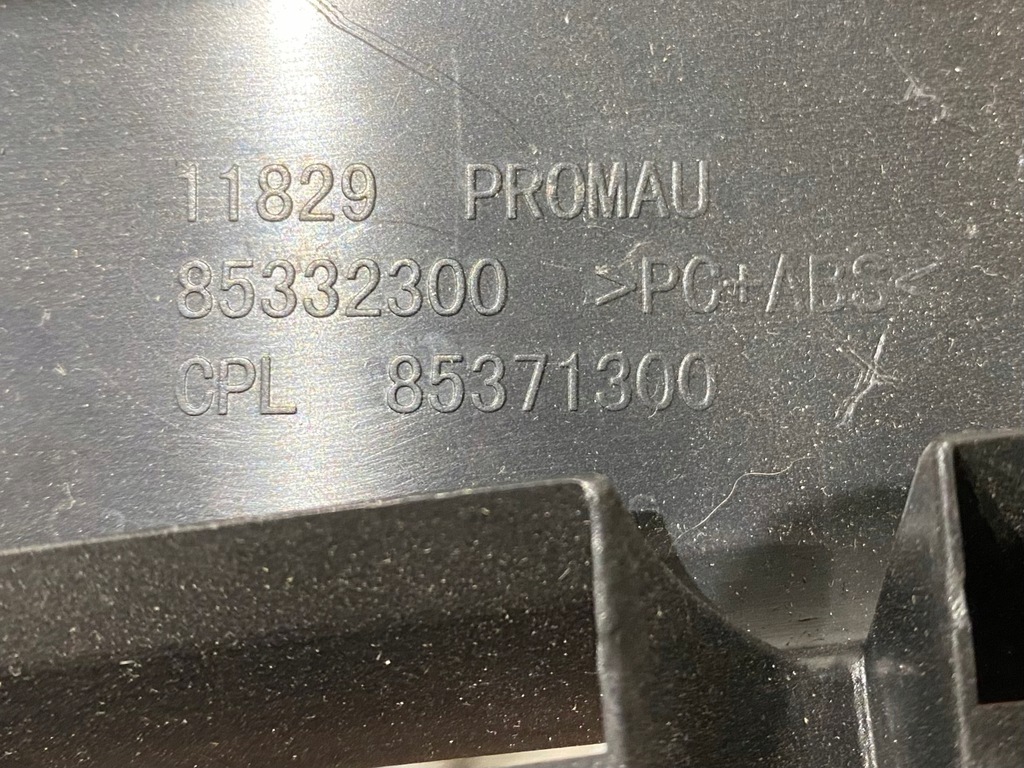 11829 PROMAU
85332300 >PC+ABS<
CPL 85371300